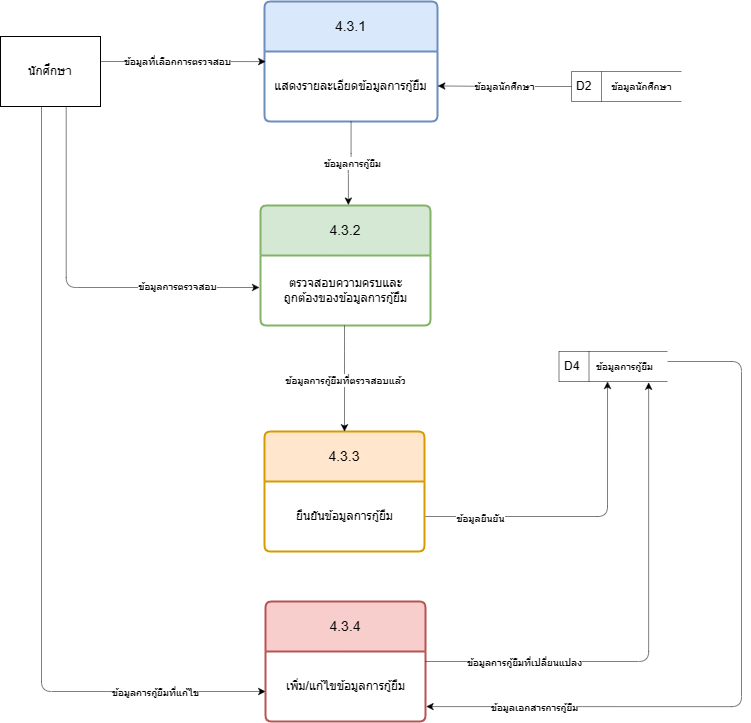 4.3.1
นักศึกษา
ข้อมูลที่เลือกการตรวจสอบ
แสดงรายละเอียดข้อมูลการกู้ยืม
ข้อมูลนักศึกษา
D2
ข้อมูลนักศึกษา
ข้อมูลการกู้ยืม
4.3.2
ข้อมูลการตรวจสอบ
ตรวจสอบความครบและ
ถูกต้องของข้อมูลการกู้ยืม
D4
ข้อมูลการกู้ยืม
ข้อมูลการกู้ยืมที่ตรวจสอบแล้ว
4.3.3
ยืนยันข้อมูลการกู้ยืม
ข้อมูลยืนยัน
4.3.4
ข้อมูลการกู้ยืมที่เปลี่ยนแปลง
เพิ่ม/แก้ไขข้อมูลการกู้ยืม
ข้อมูลการกู้ยืมที่แก้ไข
ข้อมูลเอกสารการกู้ยืม